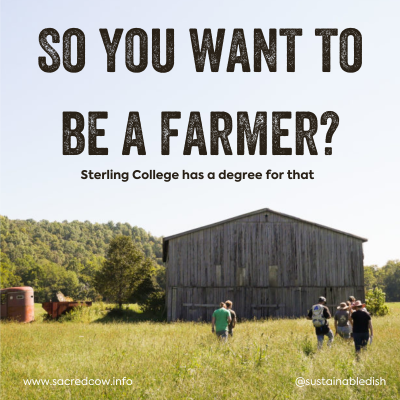 SO YOU WANT TO
BE A FARMER?
Sterling College has a degree for that
www.sacredcow.info
@sustainabledish